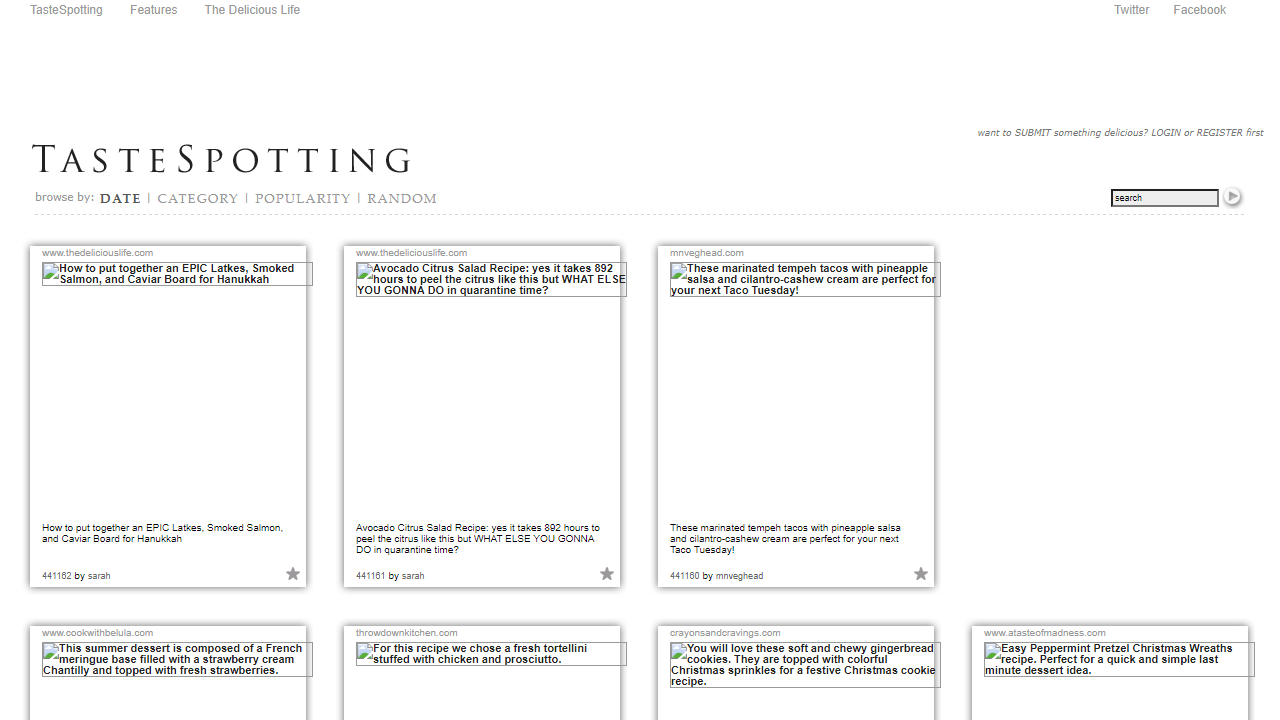 TasteSpotting Features The Delicious Life Twitter Facebook
want to SUBMIT something delicious? LOGIN or REGISTER first
TASTESPOTTING
browse by: DATE | CATEGORY | POPULARITY | RANDOM
search
www.thedeliciouslife.com
How to put together an EPIC Latkes, Smoked
Salmon, and Caviar Board for Hanukkah
How to put together an EPIC Latkes, Smoked Salmon,
and Caviar Board for Hanukkah
441162 by sarah
www.thedeliciouslife.com
Avocado Citrus Salad Recipe: yes it takes 892
hours to peel the citrus like this but WHAT ELSE
YOU GONNA DO in quarantine time?
Avocado Citrus Salad Recipe: yes it takes 892 hours to
peel the citrus like this but WHAT ELSE YOU GONNA
DO in quarantine time?
441161 by sarah
mnveghead.com
These marinated tempeh tacos with pineapple
salsa and cilantro-cashew cream are perfect for
your next Taco Tuesday!
These marinated tempeh tacos with pineapple salsa
and cilantro-cashew cream are perfect for your next
Taco Tuesday!
441160 by mnveghead
www.cookwithbelula.com
This summer dessert is composed of a French
meringue base filled with a strawberry cream
Chantilly and topped with fresh strawberries.
throwdownkitchen.com
For this recipe we chose a fresh tortellini
stuffed with chicken and prosciutto.
crayonsandcravings.com
You will love these soft and chewy gingerbread
cookies. They are topped with colorful
Christmas sprinkles for a festive Christmas cookie
recipe.
www.atasteofmadness.com
Easy Peppermint Pretzel Christmas Wreaths
recipe. Perfect for a quick and simple last
minute dessert idea.